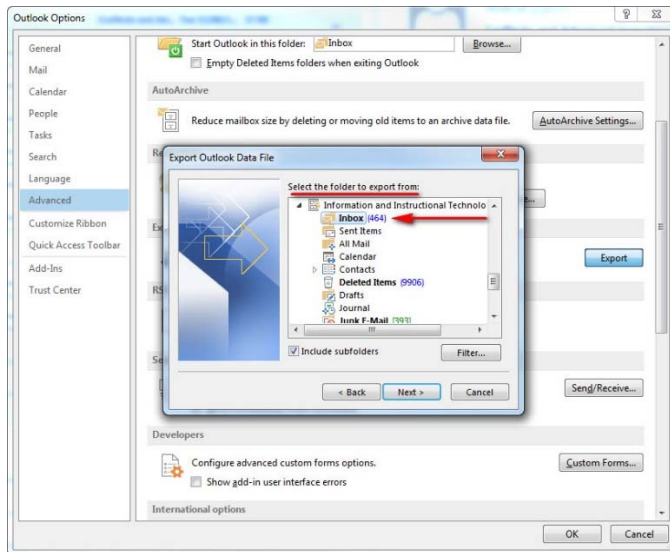 Outlook Options
General
Mail
Calendar
People
Tasks
Search
Language
Advanced
Customize Ribbon
Quick Access Toolbar
Add-Ins
Trust Center
Start Outlook in this folder: Inbox Browse...
Empty Deleted Items folders when exiting Outlook
AutoArchive
Reduce mailbox size by deleting or moving old items to an archive data file. AutoArchive Settings...
Export Outlook Data File
Select the folder to export from:
Information and Instructional Technolo
Inbox (464)
Sent Items
All Mail
Calendar
Contacts
Deleted Items (9906)
Drafts
Journal
Junk E-Mail [393]
Include subfolders Filter...
< Back Next > Cancel
Export
Send/Receive...
Developers
Configure advanced custom forms options. Custom Forms...
Show add-in user interface errors
International options
OK Cancel